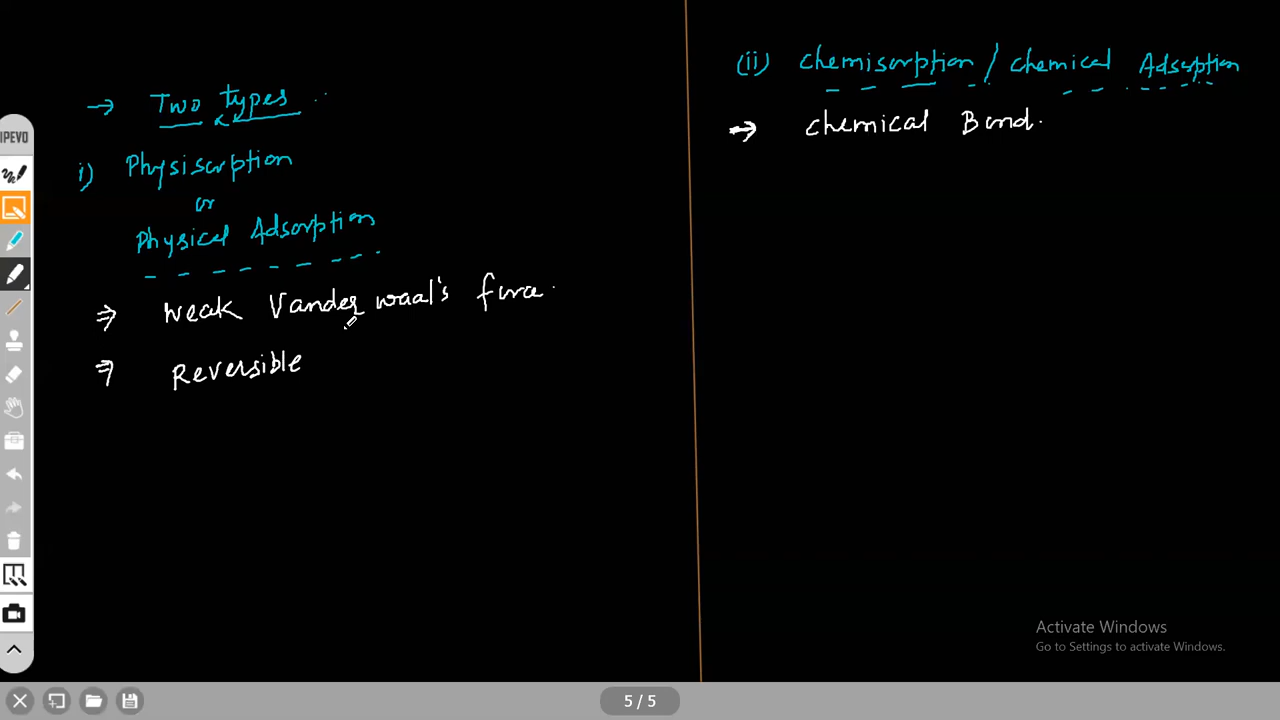 → Two types
i) Physisorption
or
Physical Adsorption
⇒ Weak Vander waal's force.
⇒ Reversible
(ii) chemisorption / chemical Adsorption
→ chemical Bond.
IPEVO
Activate Windows
Go to Settings to activate Windows.
5 / 5